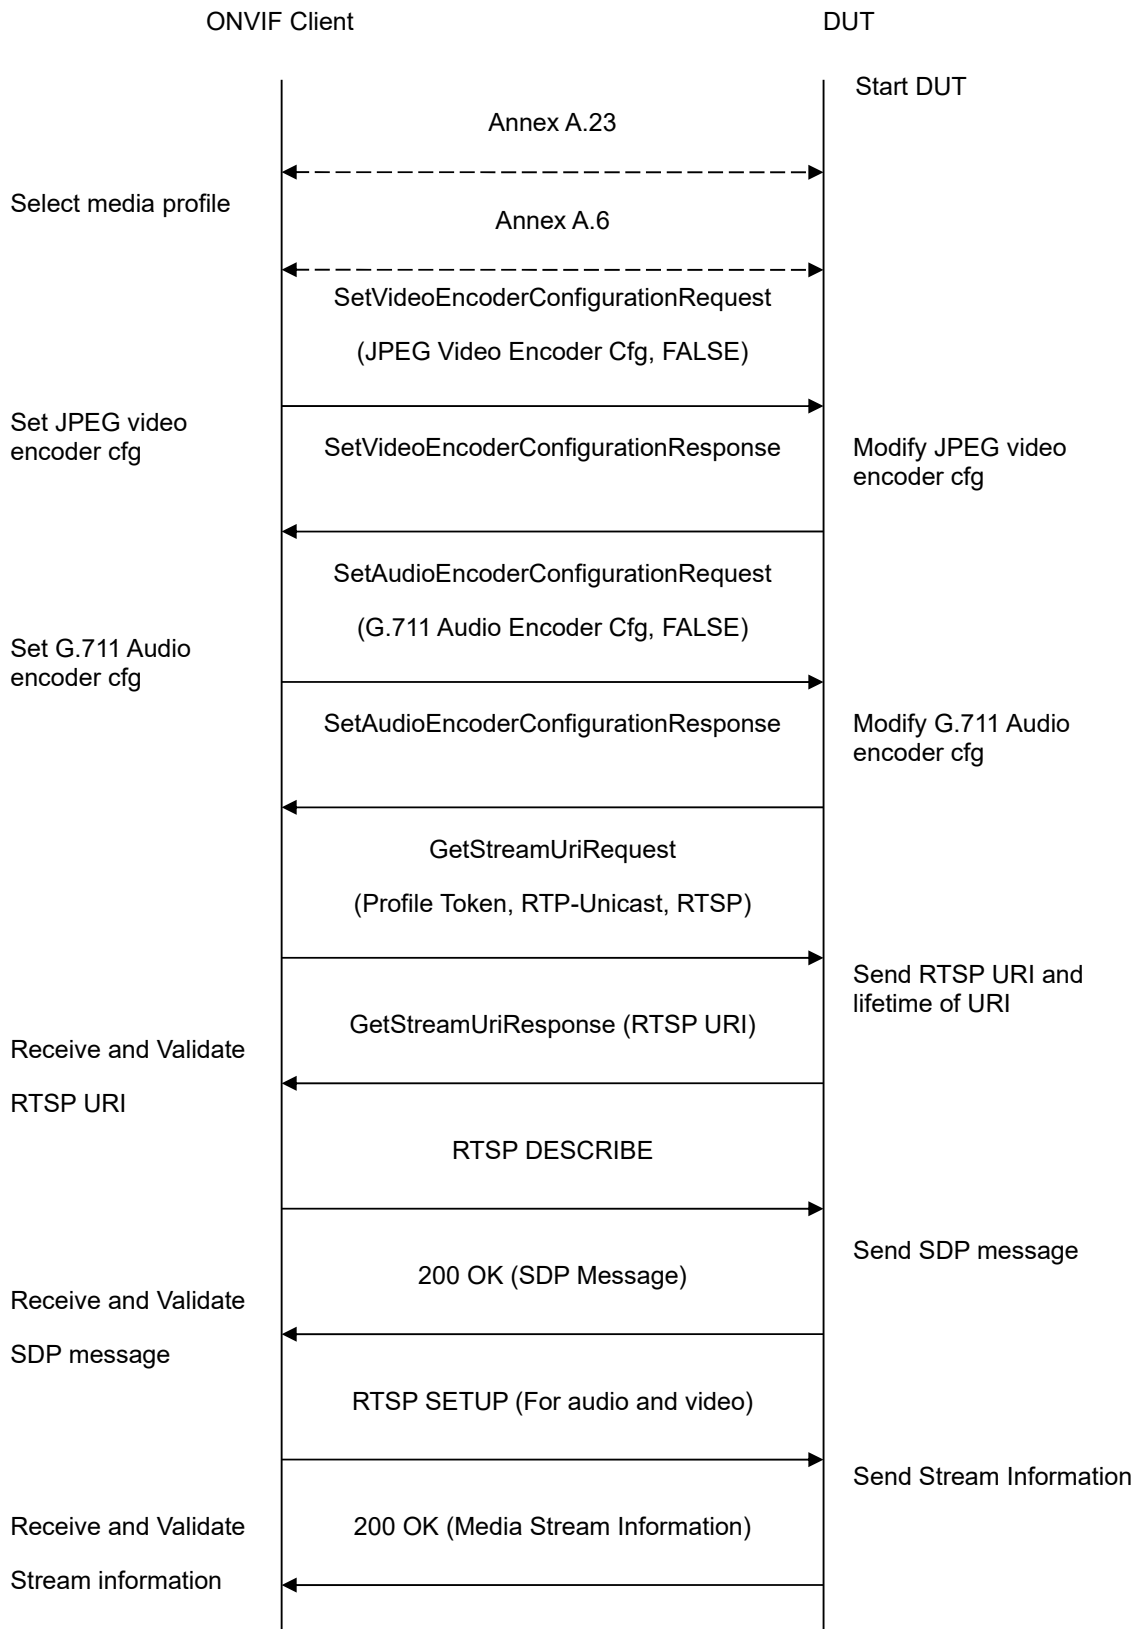 ONVIF Client
DUT
Start DUT
Annex A.23
Select media profile
Annex A.6
SetVideoEncoderConfigurationRequest
(JPEG Video Encoder Cfg, FALSE)
Set JPEG video
encoder cfg
SetVideoEncoderConfigurationResponse
Modify JPEG video
encoder cfg
SetAudioEncoderConfigurationRequest
(G.711 Audio Encoder Cfg, FALSE)
Set G.711 Audio
encoder cfg
SetAudioEncoderConfigurationResponse
Modify G.711 Audio
encoder cfg
GetStreamUriRequest
(Profile Token, RTP-Unicast, RTSP)
Send RTSP URI and
lifetime of URI
GetStreamUriResponse (RTSP URI)
Receive and Validate
RTSP URI
RTSP DESCRIBE
Send SDP message
200 OK (SDP Message)
Receive and Validate
SDP message
RTSP SETUP (For audio and video)
Send Stream Information
Receive and Validate
Stream information
200 OK (Media Stream Information)